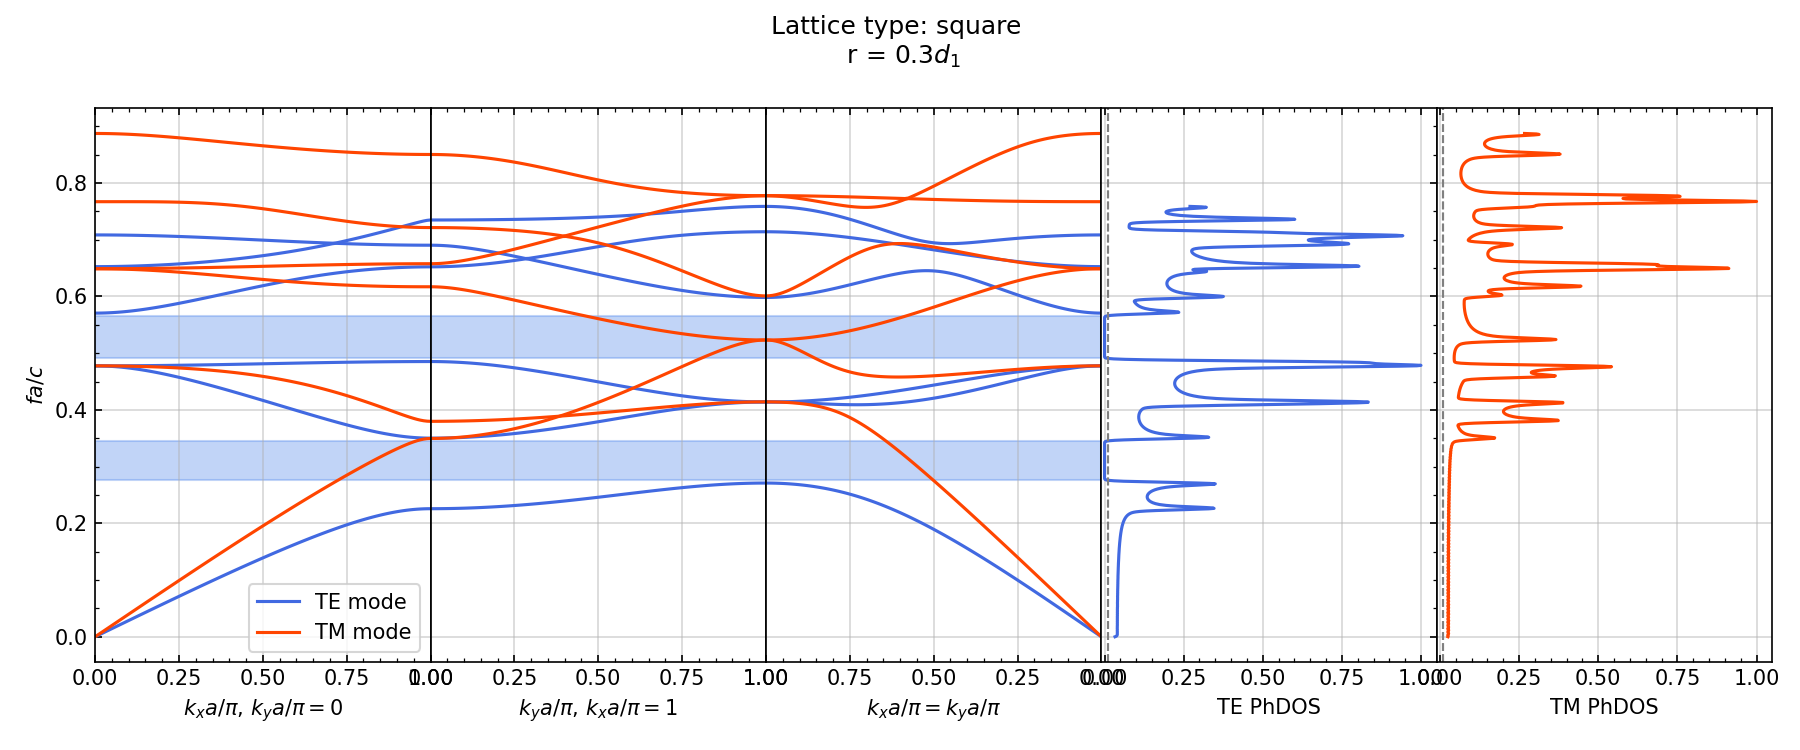 Lattice type: square
r = 0.3d₁
fa/c
0.8
0.6
0.4
0.2
0.0
TE mode
TM mode
0.00 0.25 0.50 0.75 1.00 0.00 0.25 0.50 0.75 1.00 1.00 0.75 0.50 0.25 0.00 0.00 0.25 0.50 0.75 1.00 0.00 0.25 0.50 0.75 1.00
kₓa/π, kᵧa/π = 0
kᵧa/π, kₓa/π = 1
kₓa/π = kᵧa/π
TE PhDOS
TM PhDOS